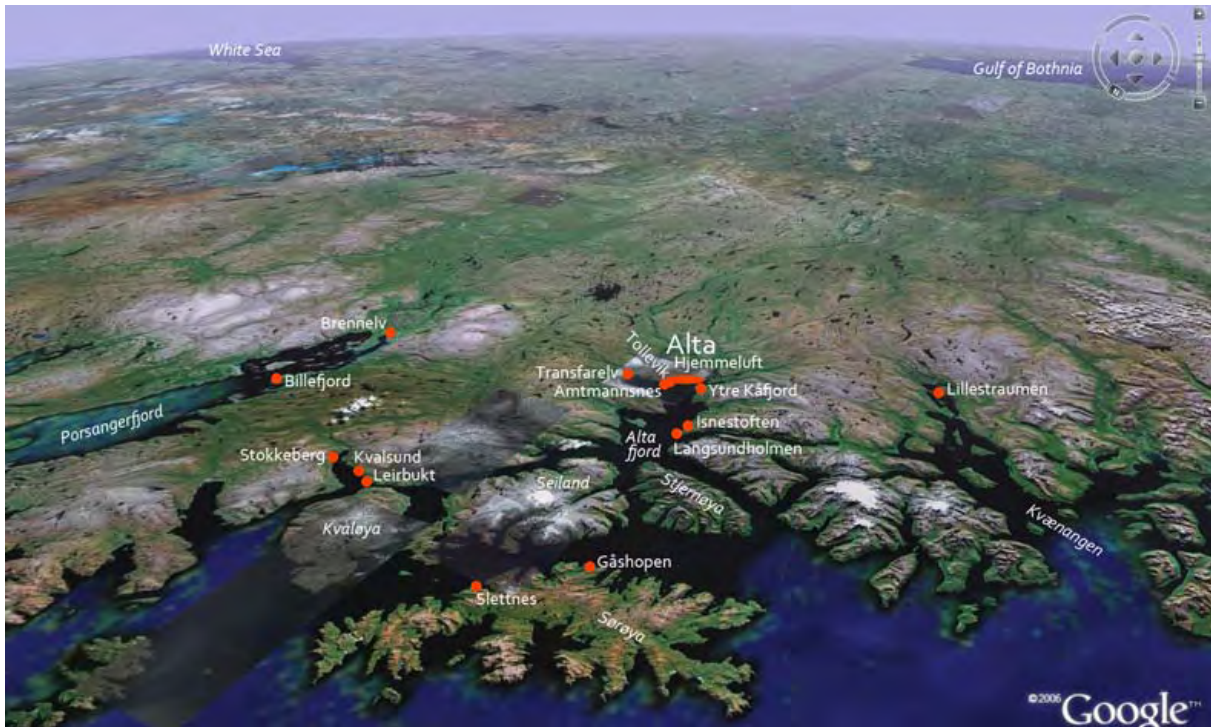 White Sea
Gulf of Bothnia
N
Brennelv
Alta
Tollevik
Hjemmeluft
Transfarelv
Billefjord
Amtmannsnes
Ytre Kåfjord
Lillestraumen
Porsangerfjord
Isnestoften
Alta
fjord
Langsundholmen
Stokkeberg
Kvalsund
Leirbukt
Seiland
Stjernøya
Kvaløya
Kvænangen
Gåshopen
Slettnes
Sørøya
©2006 Google™